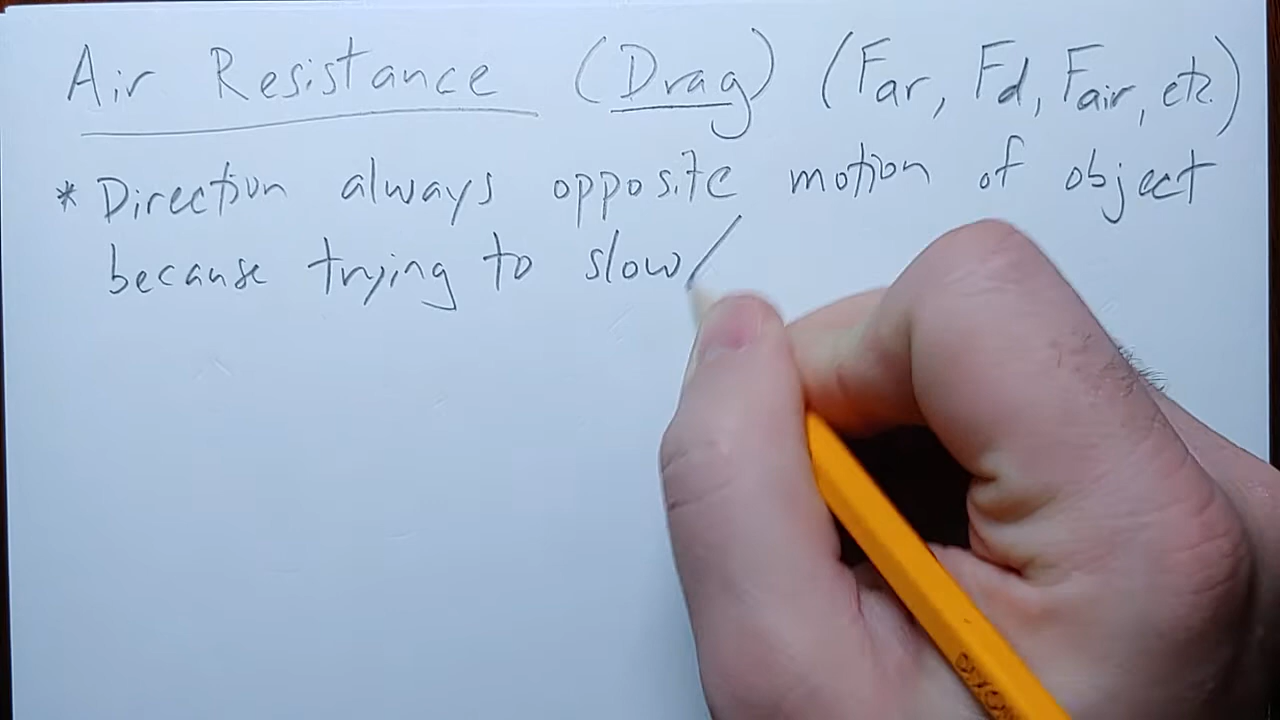 Air Resistance (Drag) (Far, Fd, Fair, etc.)
* Direction always opposite motion of object
because trying to slow/